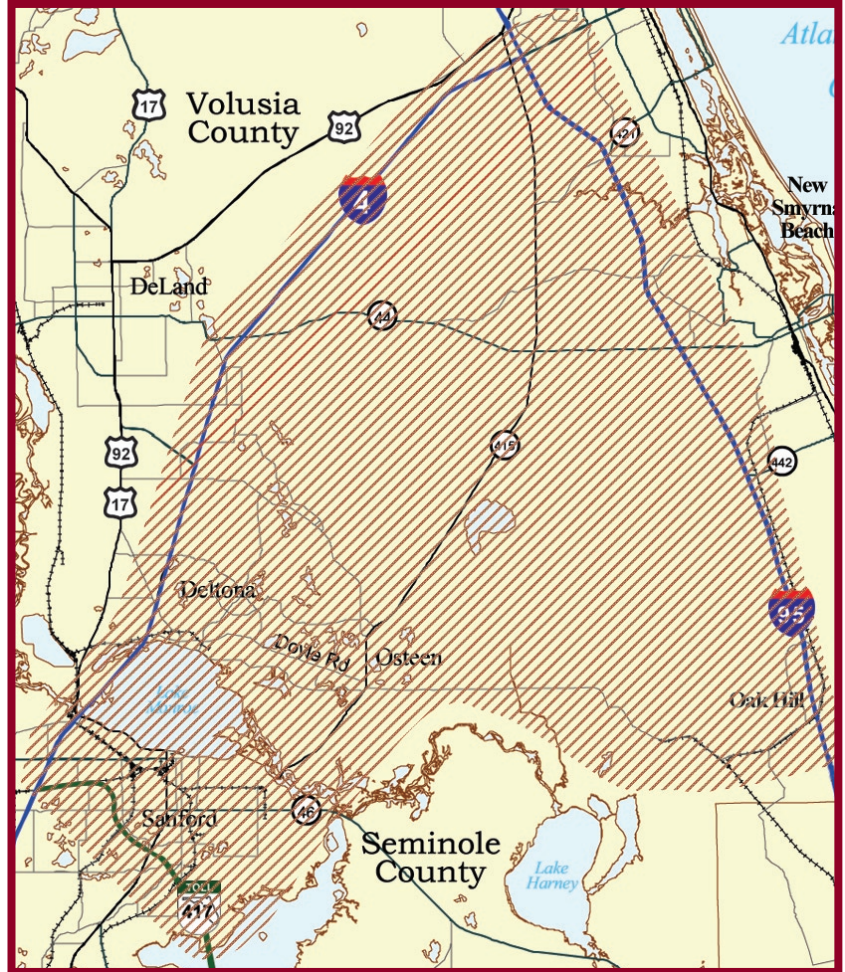 Atla
17
Volusia
County
92
421
4
New
Smyrna
Beach
DeLand
44
92
415
442
17
Deltona
95
Doyle Rd
Osteen
Lake
Monroe
Oak Hill
Sanford
46
Seminole
County
Lake
Harney
TOLL
417